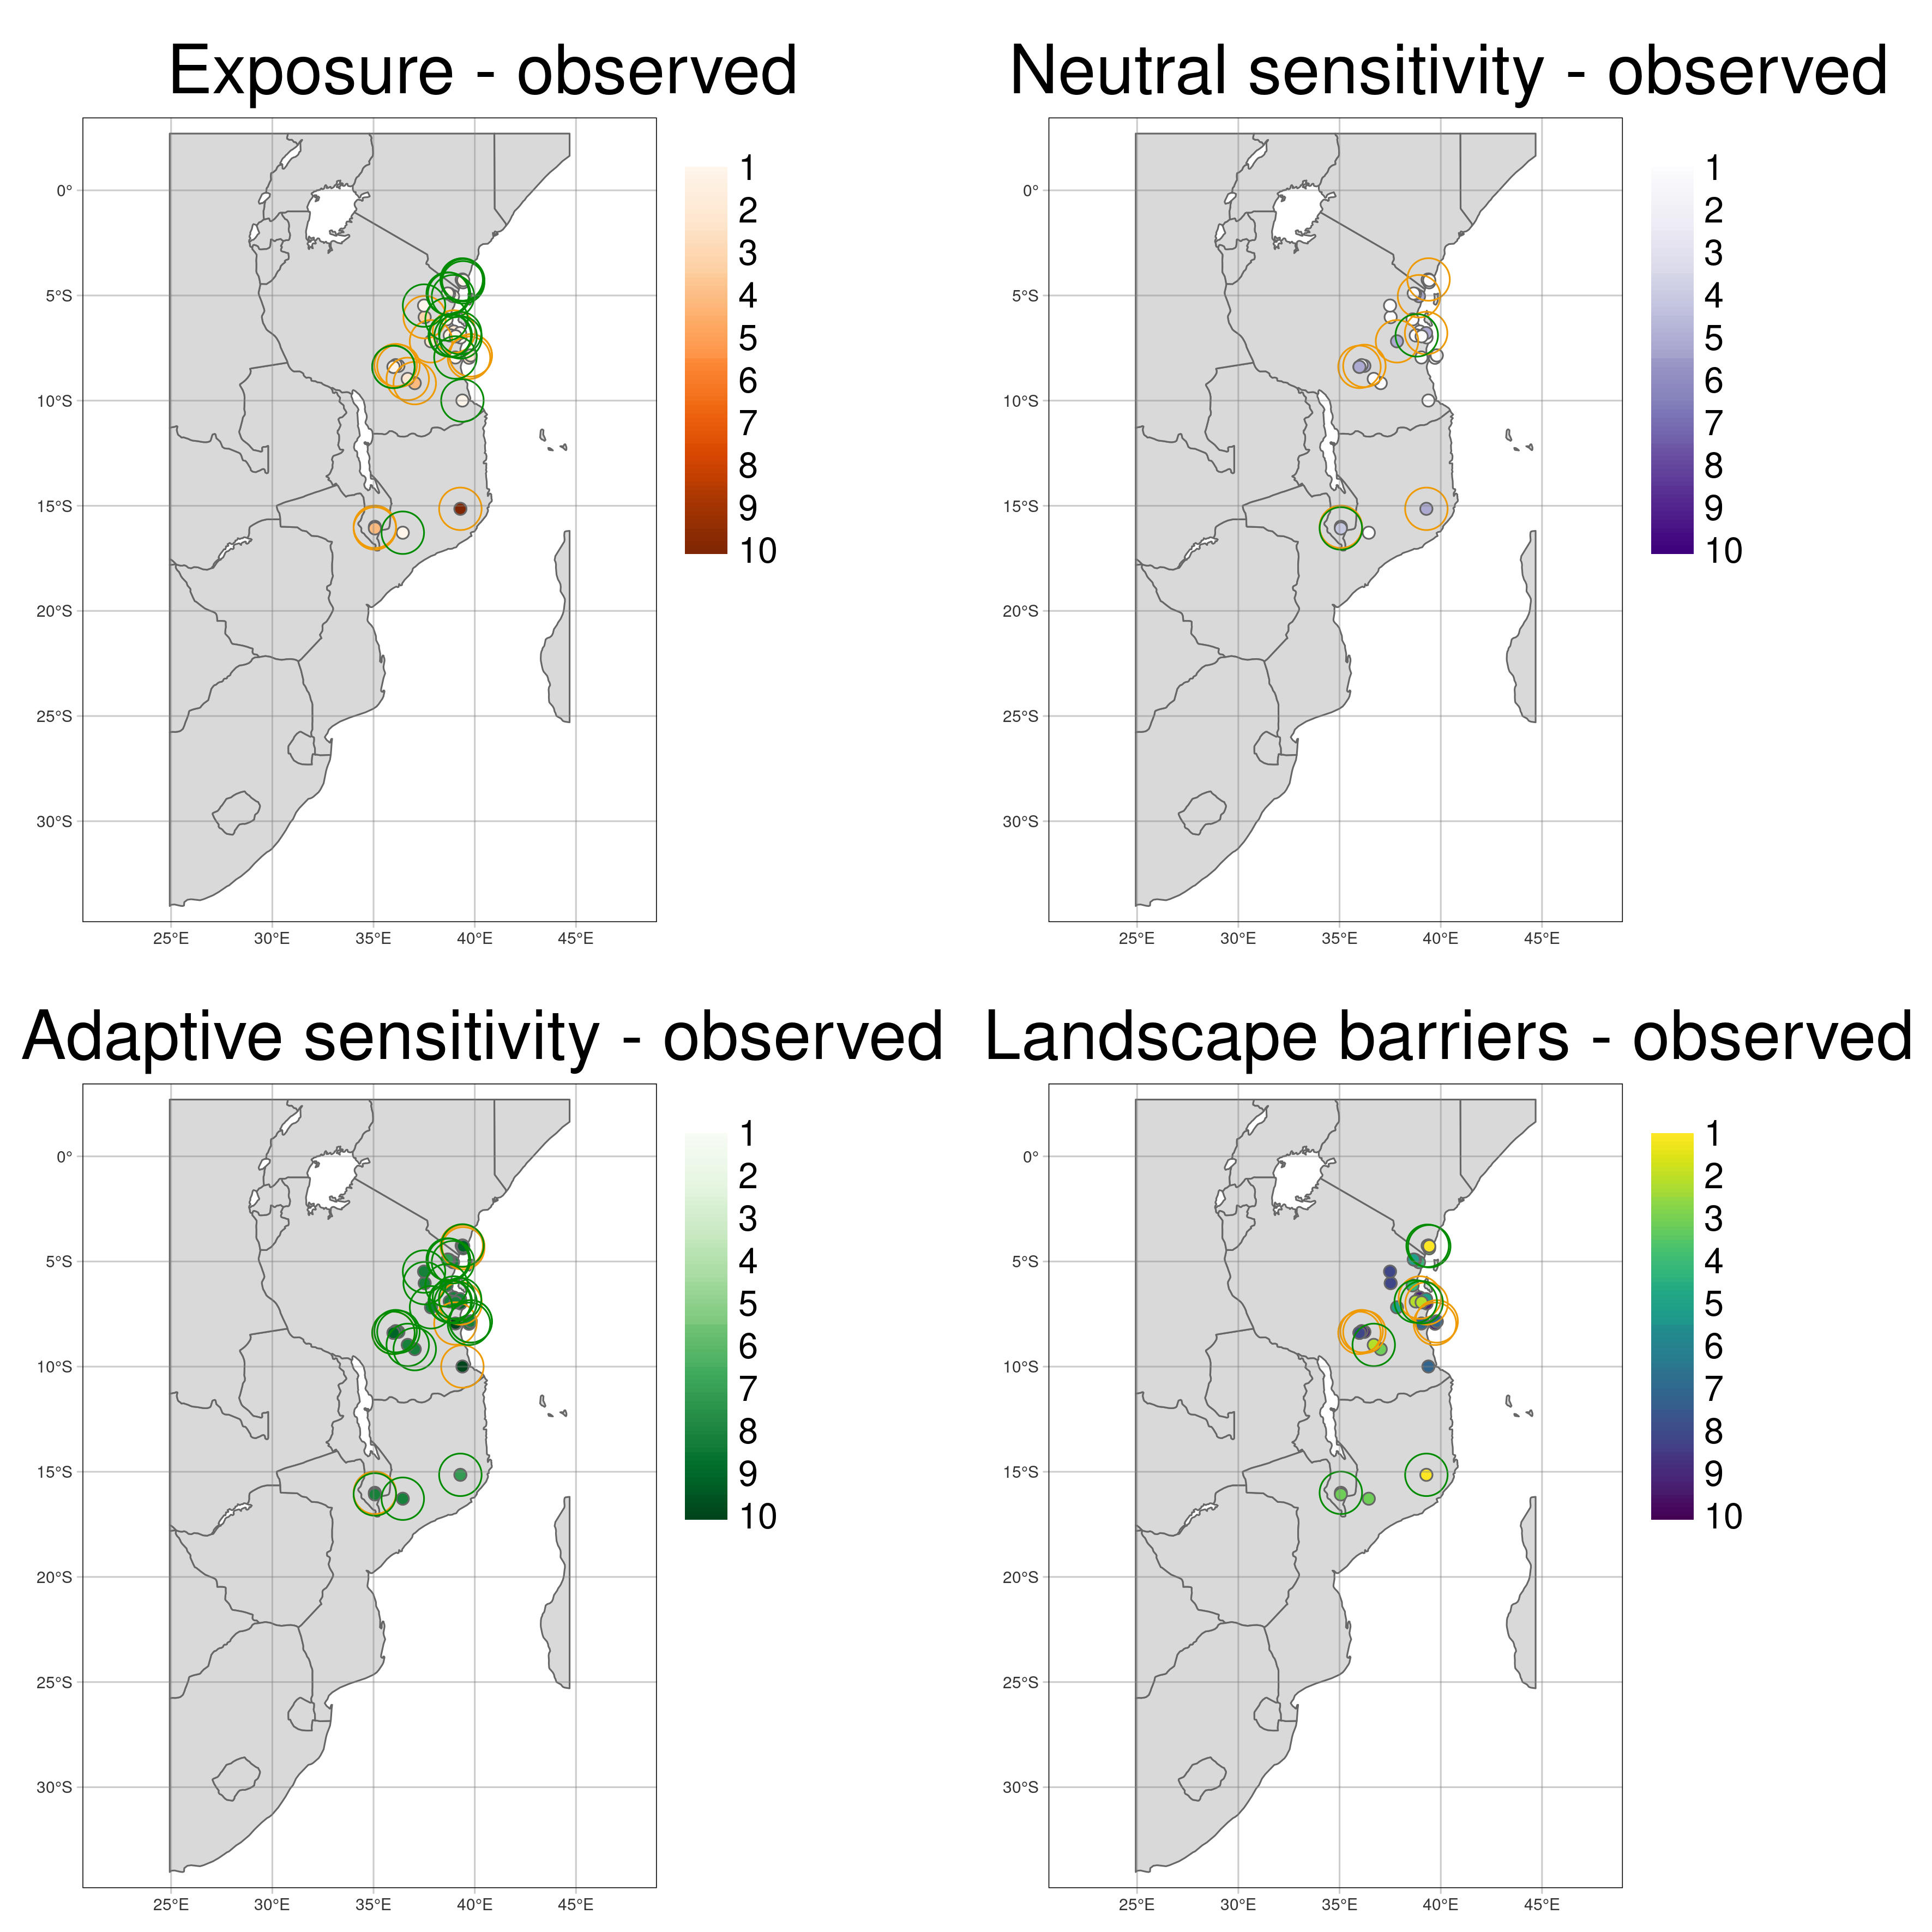 Exposure - observed
1
2
3
4
5
6
7
8
9
10
0°
5°S
10°S
15°S
20°S
25°S
30°S
25°E 30°E 35°E 40°E 45°E
Neutral sensitivity - observed
1
2
3
4
5
6
7
8
9
10
0°
5°S
10°S
15°S
20°S
25°S
30°S
25°E 30°E 35°E 40°E 45°E
Adaptive sensitivity - observed
1
2
3
4
5
6
7
8
9
10
0°
5°S
10°S
15°S
20°S
25°S
30°S
25°E 30°E 35°E 40°E 45°E
Landscape barriers - observed
1
2
3
4
5
6
7
8
9
10
0°
5°S
10°S
15°S
20°S
25°S
30°S
25°E 30°E 35°E 40°E 45°E